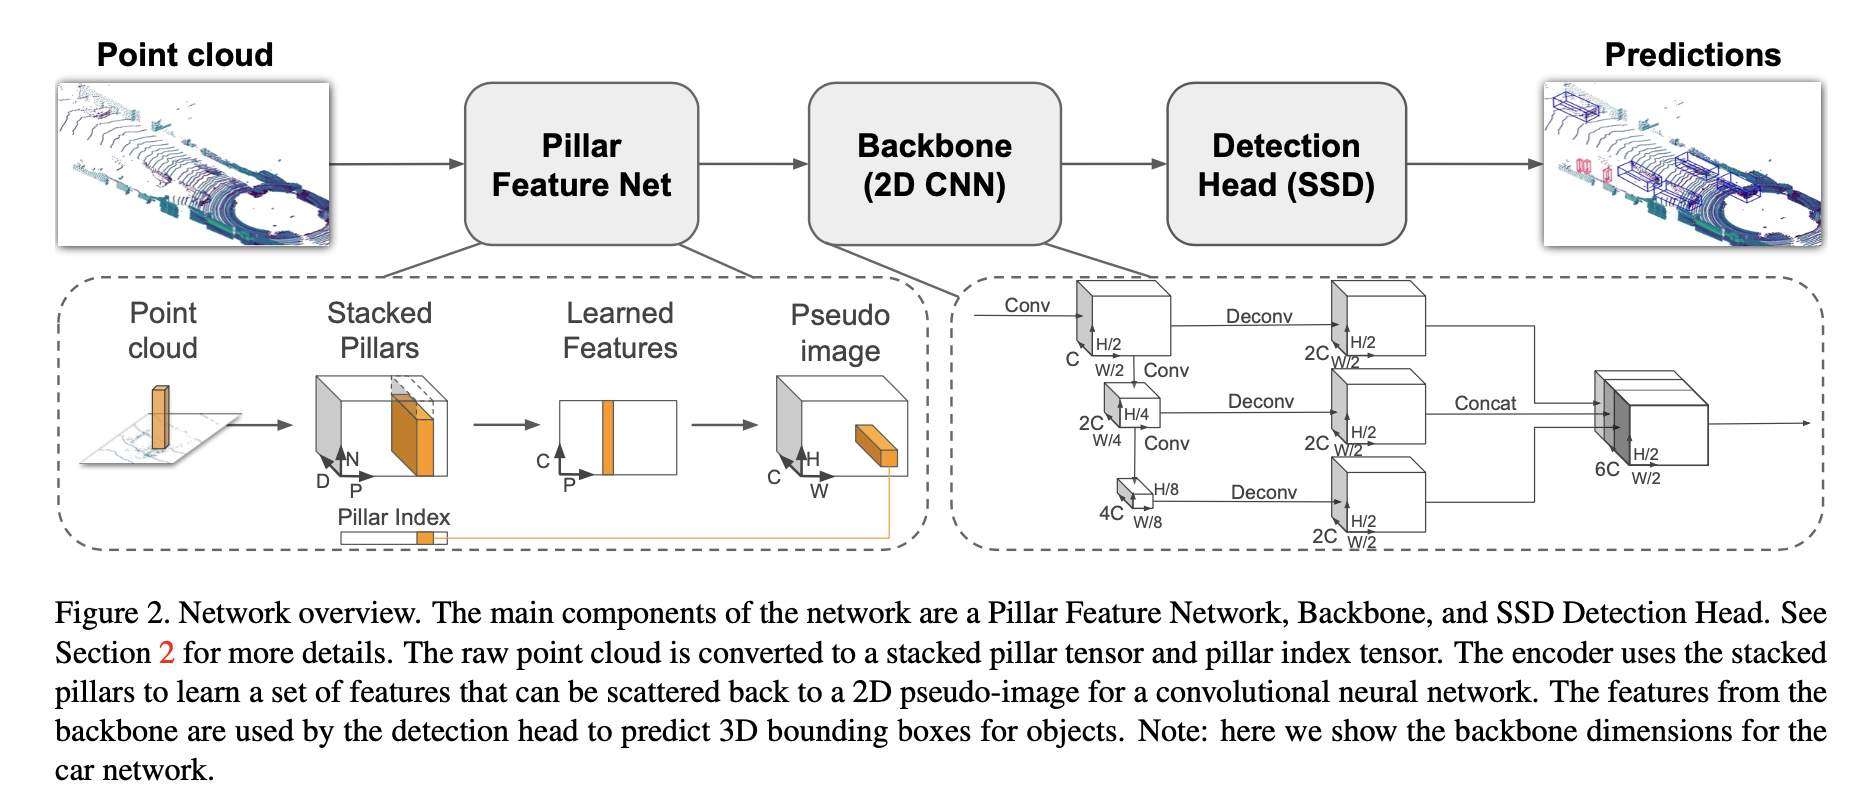 Point cloud
Pillar
Feature Net
Backbone
(2D CNN)
Detection
Head (SSD)
Predictions
Point
cloud
Stacked
Pillars
Learned
Features
Pseudo
image
D
N
P
C
P
C
H
W
Pillar Index
Conv
C
H/2
W/2
Conv
2C
H/4
W/4
Conv
4C
H/8
W/8
Deconv
2C
H/2
W/2
Deconv
2C
H/2
W/2
Deconv
2C
H/2
W/2
Concat
6C
H/2
W/2
Figure 2. Network overview. The main components of the network are a Pillar Feature Network, Backbone, and SSD Detection Head. See
Section 2 for more details. The raw point cloud is converted to a stacked pillar tensor and pillar index tensor. The encoder uses the stacked
pillars to learn a set of features that can be scattered back to a 2D pseudo-image for a convolutional neural network. The features from the
backbone are used by the detection head to predict 3D bounding boxes for objects. Note: here we show the backbone dimensions for the
car network.